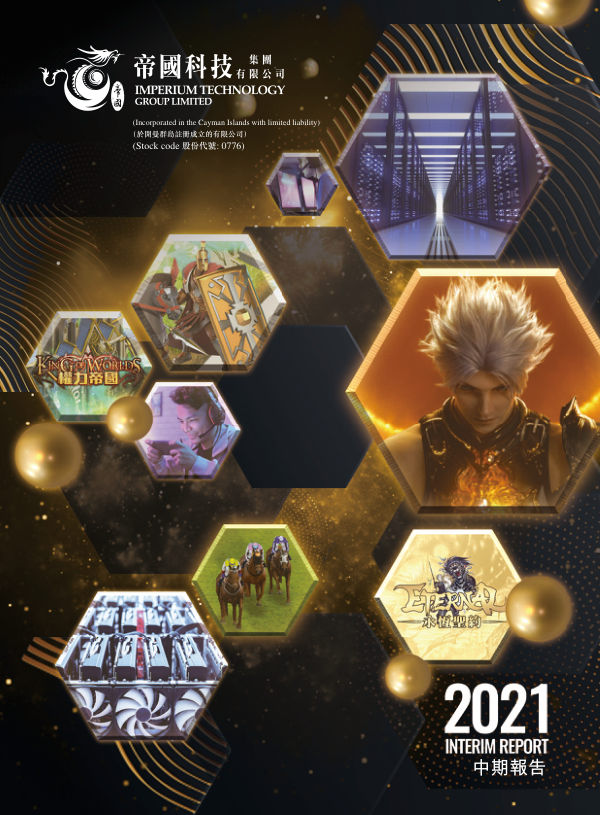 帝國科技 集團有限公司
帝國
IMPERIUM TECHNOLOGY
GROUP LIMITED
(Incorporated in the Cayman Islands with limited liability)
(於開曼群島註冊成立的有限公司)
(Stock code 股份代號: 0776)
KING OF WORLDS
權力帝國
ETERNAL
永恆聖約
2021
INTERIM REPORT
中期報告